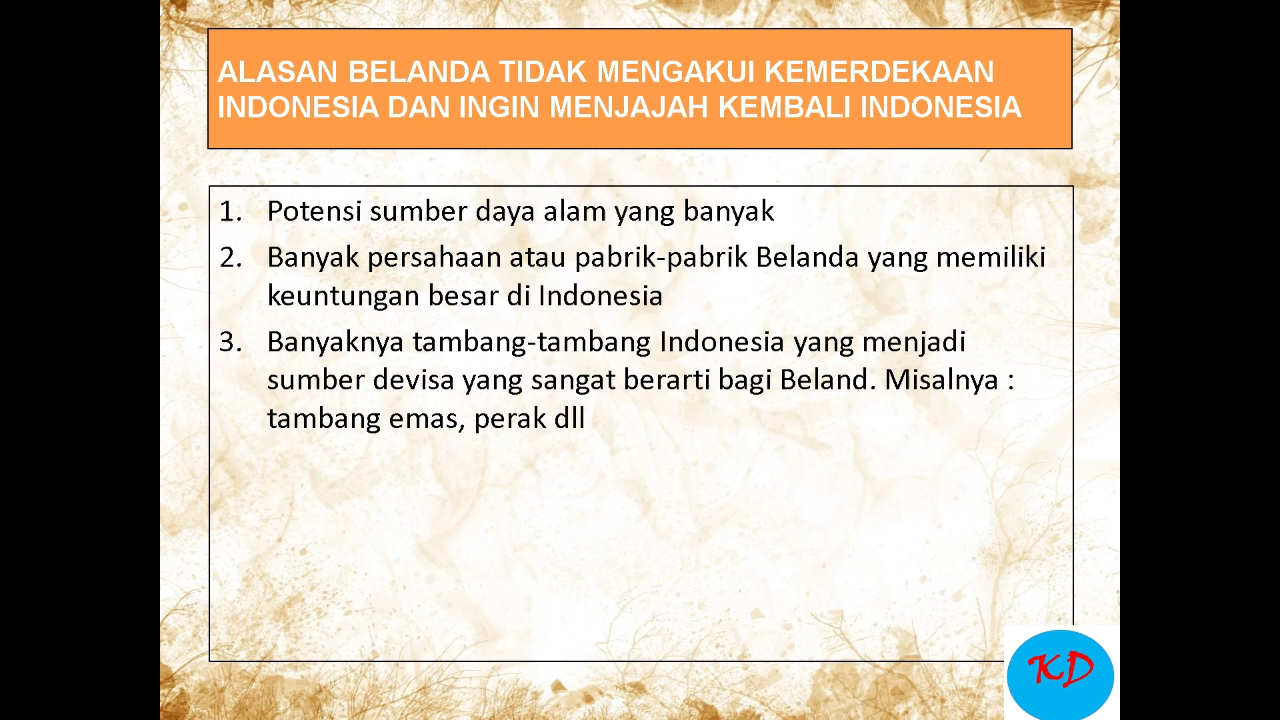 ALASAN BELANDA TIDAK MENGAKUI KEMERDEKAAN
INDONESIA DAN INGIN MENJAJAH KEMBALI INDONESIA
1. Potensi sumber daya alam yang banyak
2. Banyak persahaan atau pabrik-pabrik Belanda yang memiliki
keuntungan besar di Indonesia
3. Banyaknya tambang-tambang Indonesia yang menjadi
sumber devisa yang sangat berarti bagi Beland. Misalnya :
tambang emas, perak dll
KD